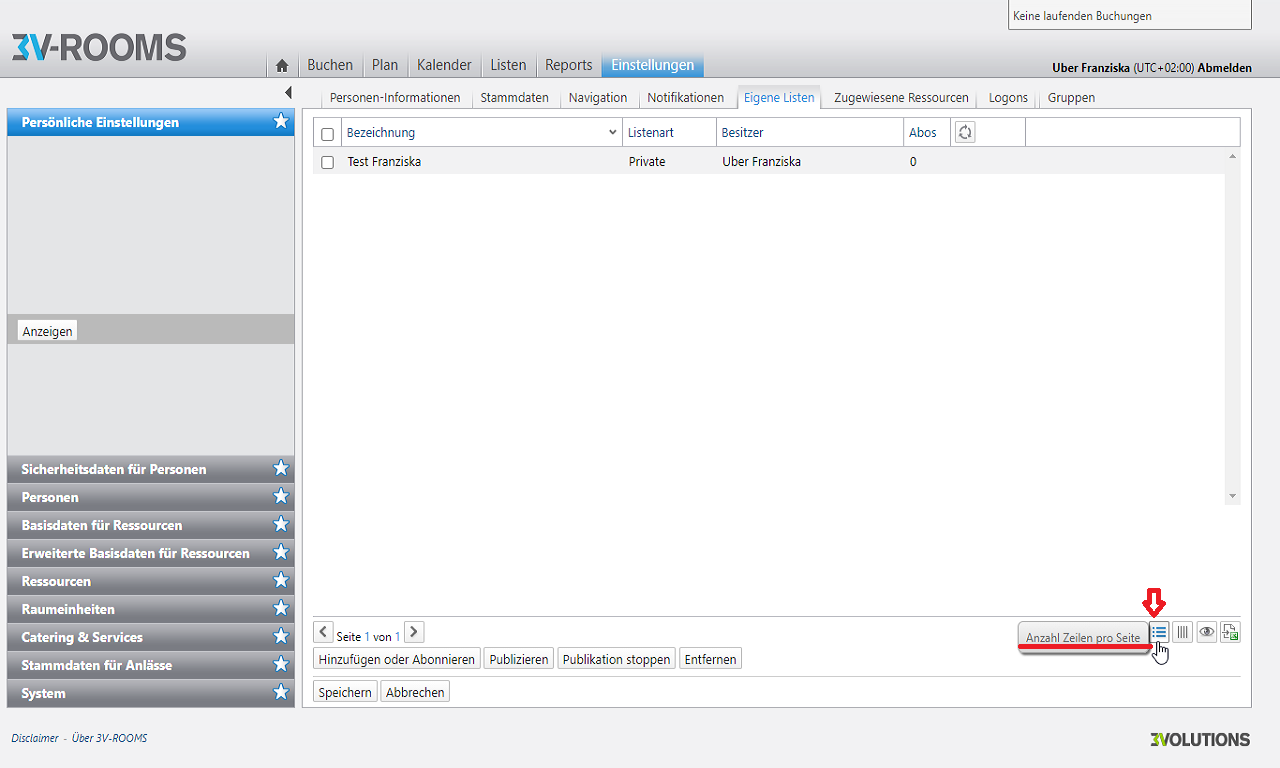 Keine laufenden Buchungen
3V-ROOMS
Buchen Plan Kalender Listen Reports Einstellungen
Uber Franziska (UTC+02:00) Abmelden
Personen-Informationen Stammdaten Navigation Notifikationen Eigene Listen Zugewiesene Ressourcen Logons Gruppen
Persönliche Einstellungen
Bezeichnung Listenart Besitzer Abos
Test Franziska Private Uber Franziska 0
Anzeigen
Sicherheitsdaten für Personen
Personen
Basisdaten für Ressourcen
Erweiterte Basisdaten für Ressourcen
Ressourcen
Raumeinheiten
Catering & Services
Stammdaten für Anlässe
System
Seite 1 von 1
Anzahl Zeilen pro Seite
Hinzufügen oder Abonnieren Publizieren Publikation stoppen Entfernen
Speichern Abbrechen
Disclaimer - Über 3V-ROOMS
3VOLUTIONS